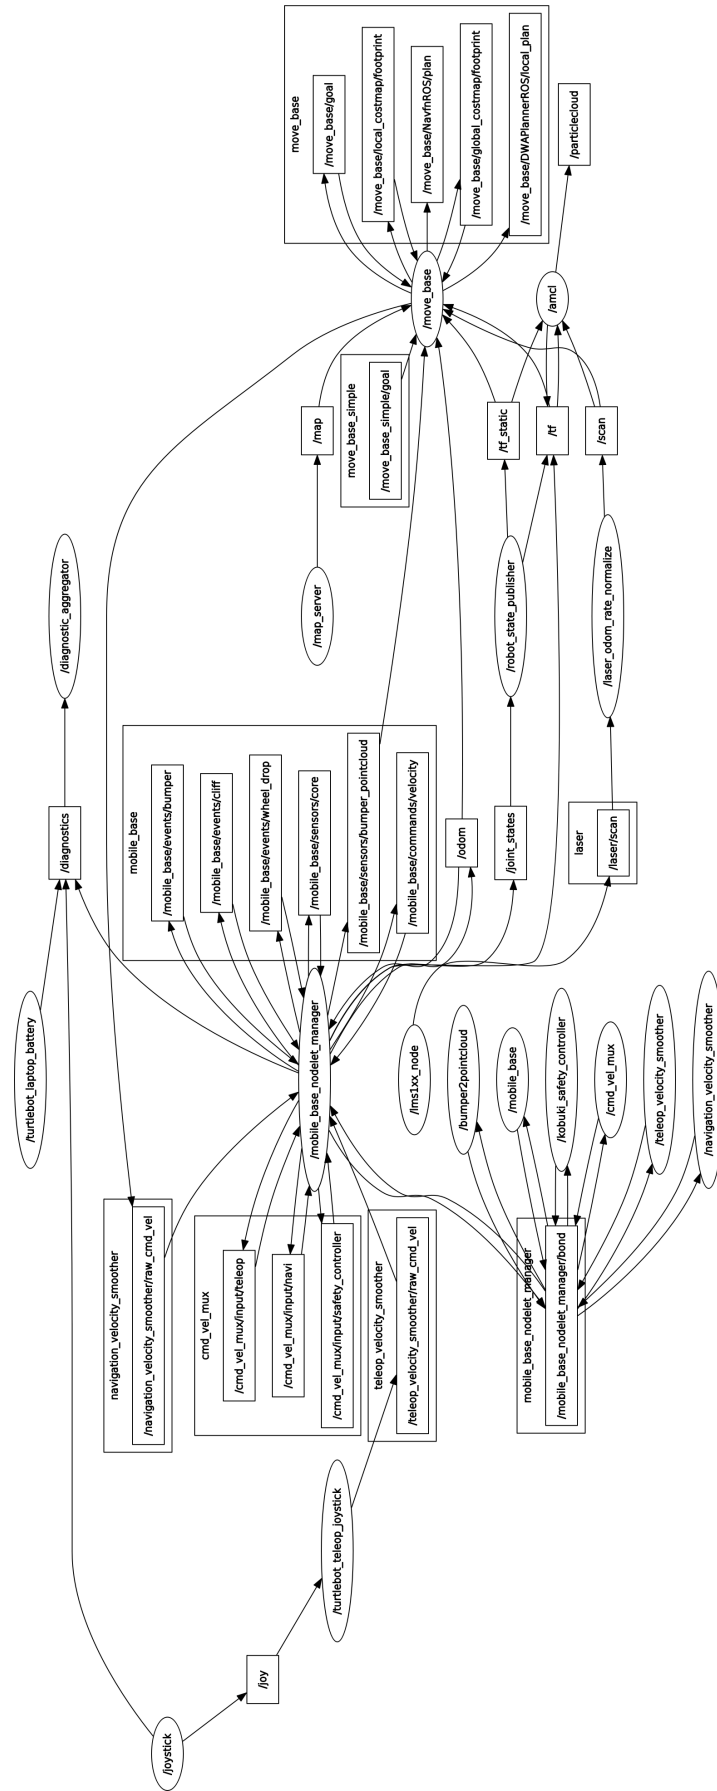 /joystick
/joy
/turtlebot_teleop_joystick
/turtlebot_laptop_battery
/diagnostics
/diagnostic_aggregator
navigation_velocity_smoother
/navigation_velocity_smoother/raw_cmd_vel
cmd_vel_mux
/cmd_vel_mux/input/teleop
/cmd_vel_mux/input/navi
/cmd_vel_mux/input/safety_controller
teleop_velocity_smoother
/teleop_velocity_smoother/raw_cmd_vel
mobile_base_nodelet_manager
/mobile_base_nodelet_manager/bond
/mobile_base_nodelet_manager
/lms1xx_node
/bumper2pointcloud
/mobile_base
/kobuki_safety_controller
/cmd_vel_mux
/teleop_velocity_smoother
/navigation_velocity_smoother
mobile_base
/mobile_base/events/bumper
/mobile_base/events/cliff
/mobile_base/events/wheel_drop
/mobile_base/sensors/core
/mobile_base/sensors/bumper_pointcloud
/mobile_base/commands/velocity
/odom
/joint_states
laser
/laser/scan
/map_server
/robot_state_publisher
/laser_odom_rate_normalize
/map
move_base_simple
/move_base_simple/goal
/tf_static
/tf
/scan
/move_base
/amcl
move_base
/move_base/goal
/move_base/local_costmap/footprint
/move_base/NavfnROS/plan
/move_base/global_costmap/footprint
/move_base/DWAPlannerROS/local_plan
/particlecloud